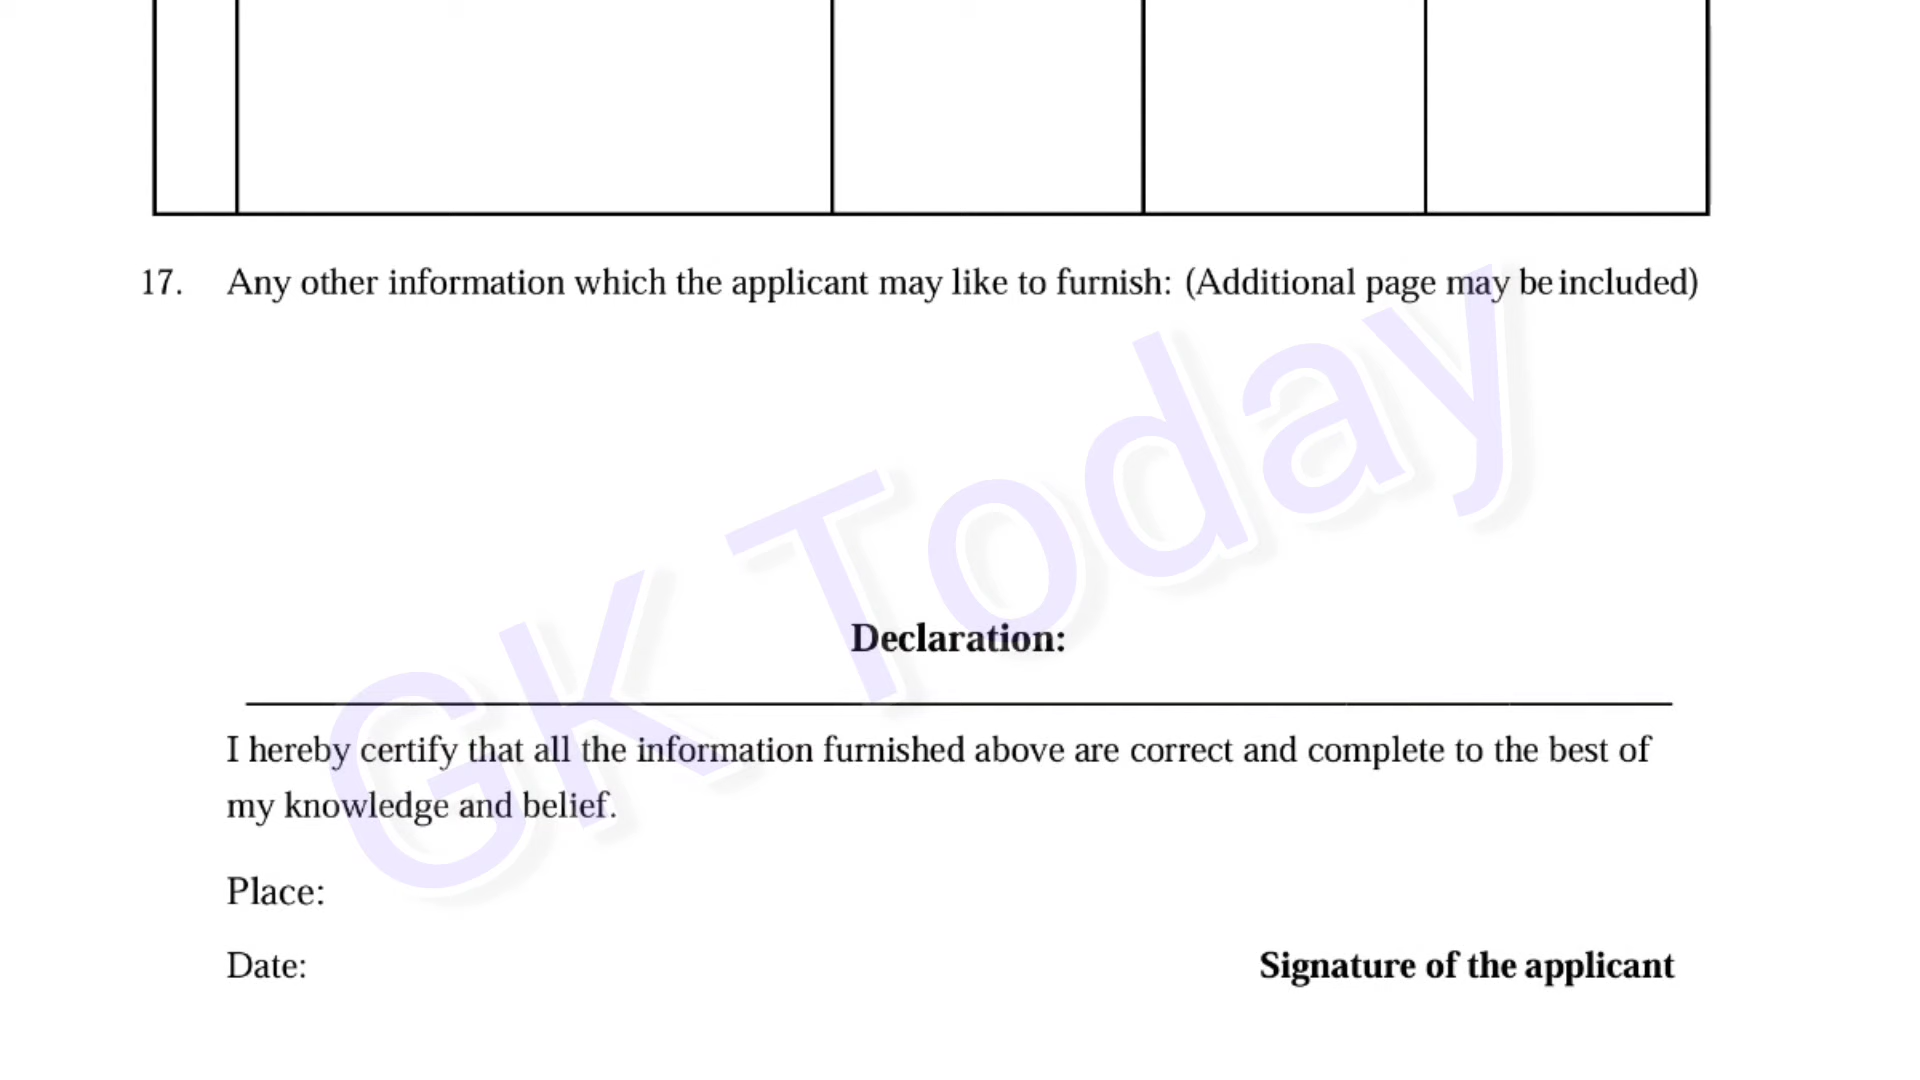 17. Any other information which the applicant may like to furnish: (Additional page may be included)
GK Today
Declaration:
I hereby certify that all the information furnished above are correct and complete to the best of
my knowledge and belief.
Place:
Date:
Signature of the applicant